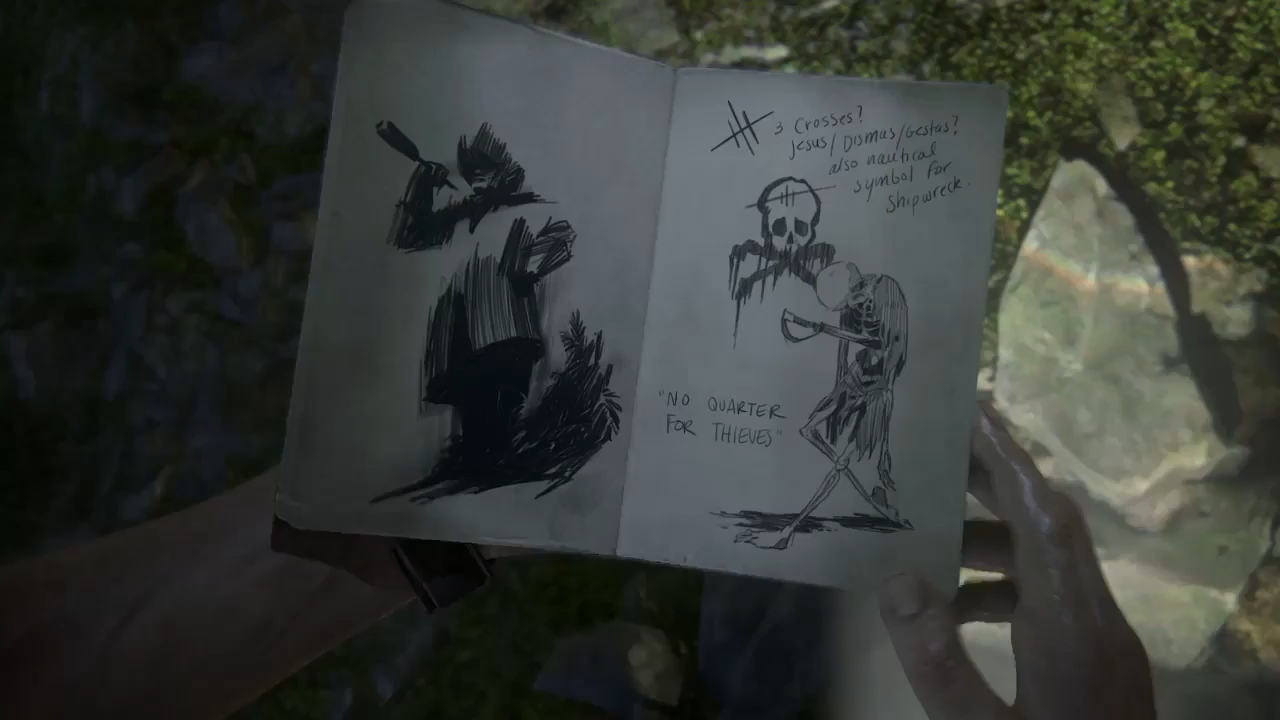 3 Crosses?
Jesus/Dismas/Gestas?
also nautical
symbol for
Shipwreck.
"NO QUARTER
FOR THIEVES"